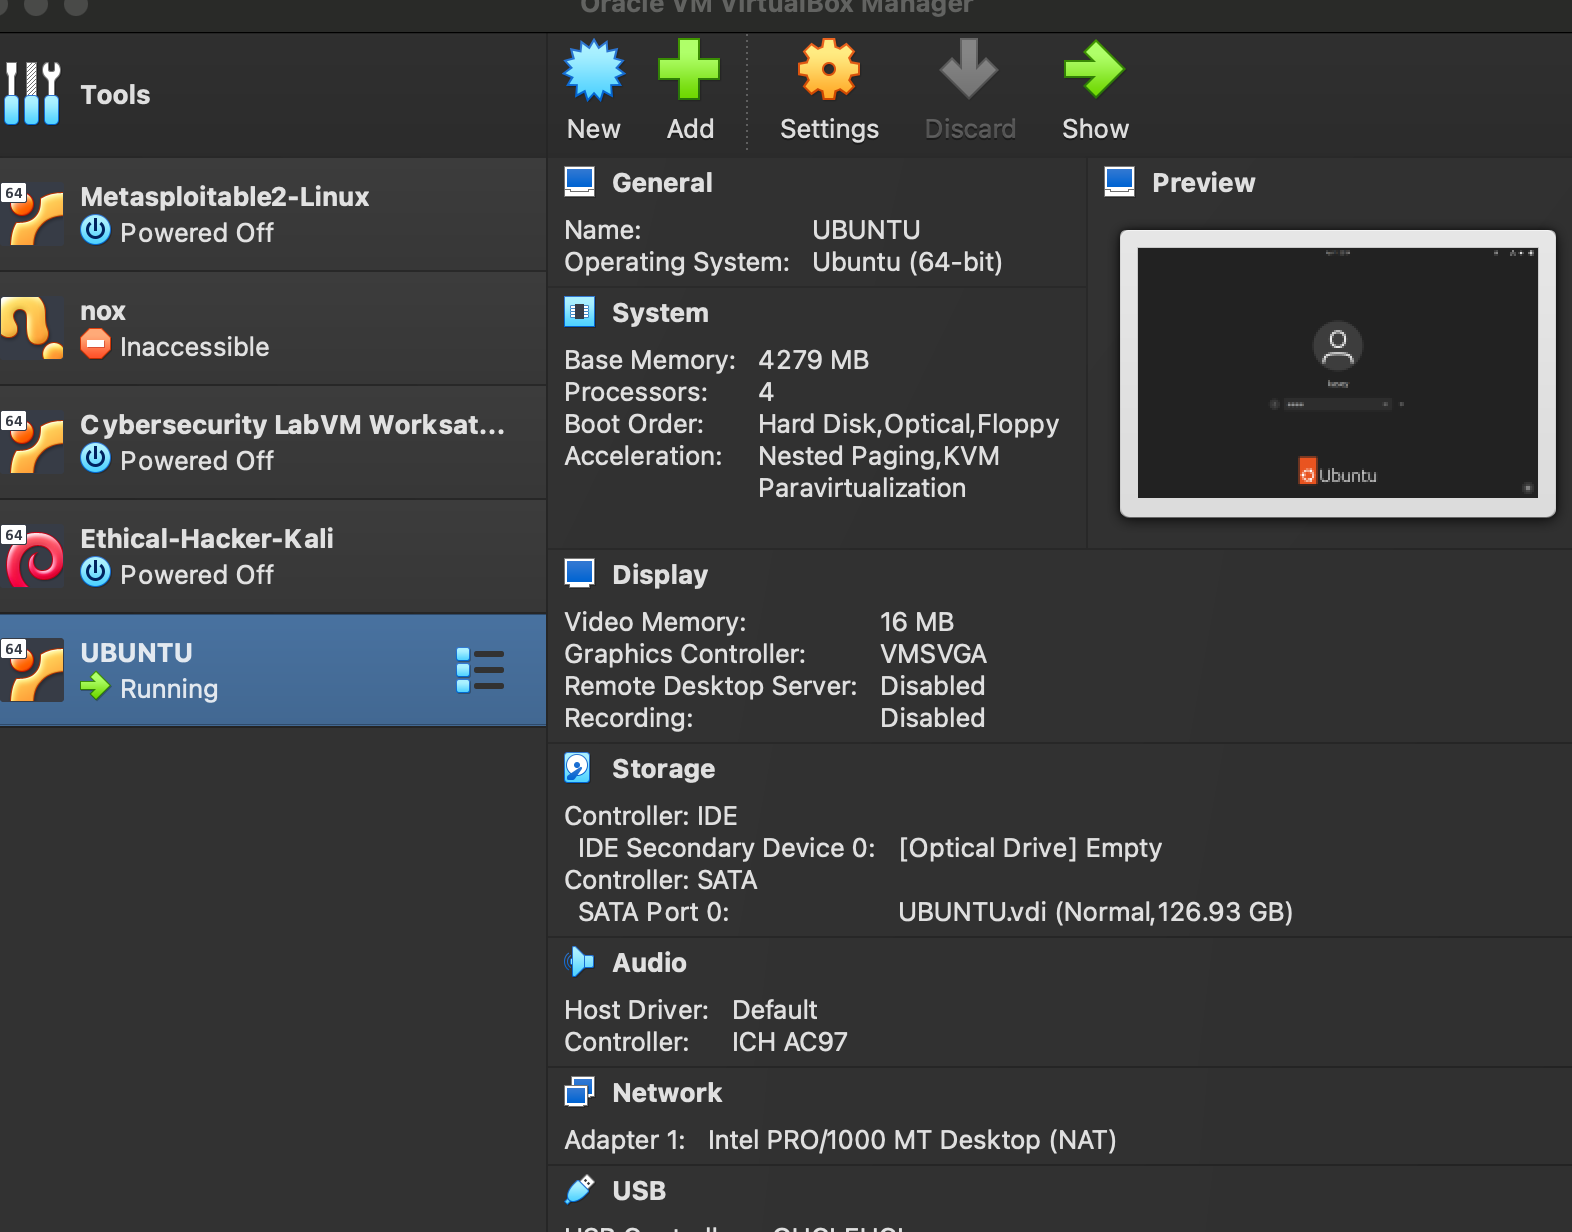 Oracle VM VirtualBox Manager
Tools
New
Add
Settings
Discard
Show
64
Metasploitable2-Linux
Powered Off
nox
Inaccessible
64
Cybersecurity LabVM Worksat...
Powered Off
64
Ethical-Hacker-Kali
Powered Off
64
UBUNTU
Running
General
Name: UBUNTU
Operating System: Ubuntu (64-bit)
System
Base Memory: 4279 MB
Processors: 4
Boot Order: Hard Disk,Optical,Floppy
Acceleration: Nested Paging,KVM
Paravirtualization
Preview
Ubuntu
Display
Video Memory: 16 MB
Graphics Controller: VMSVGA
Remote Desktop Server: Disabled
Recording: Disabled
Storage
Controller: IDE
IDE Secondary Device 0: [Optical Drive] Empty
Controller: SATA
SATA Port 0: UBUNTU.vdi (Normal,126.93 GB)
Audio
Host Driver: Default
Controller: ICH AC97
Network
Adapter 1: Intel PRO/1000 MT Desktop (NAT)
USB
USB Controller: OHCI,EHCI